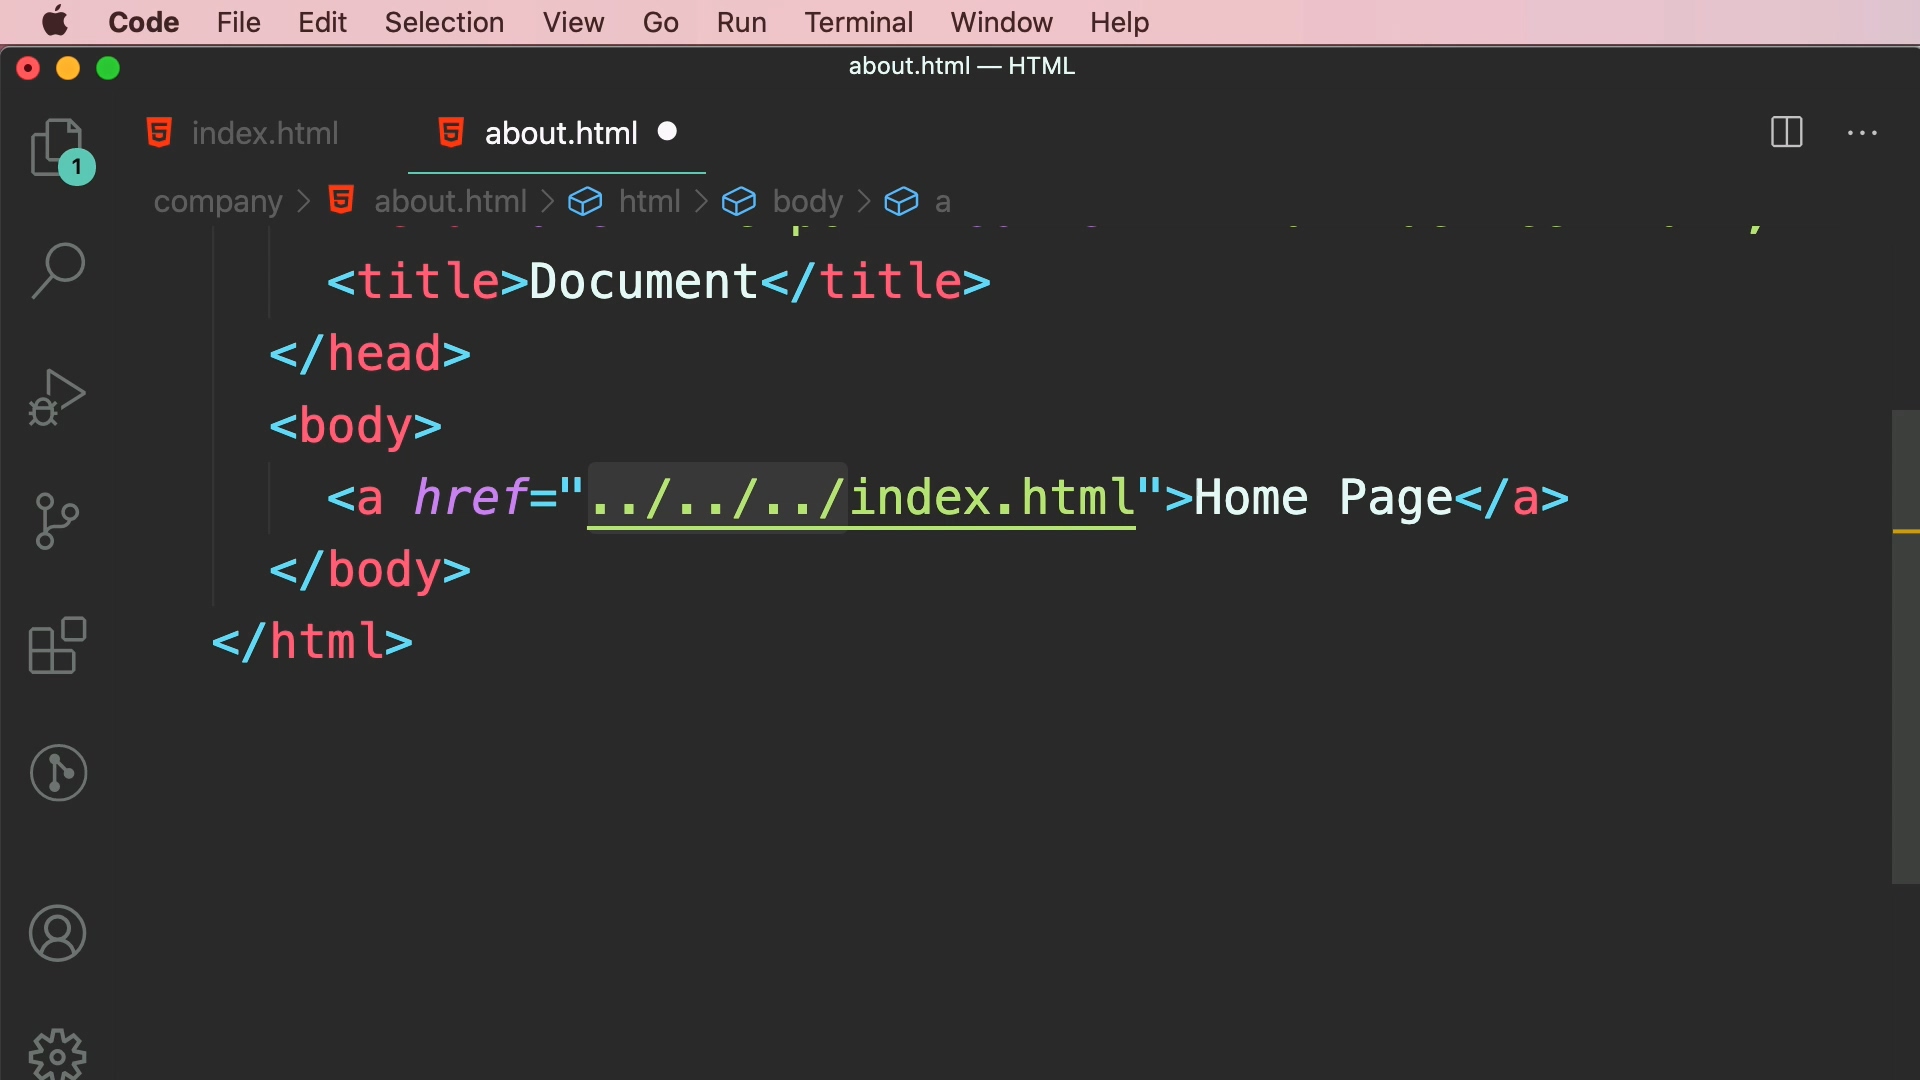 Code File Edit Selection View Go Run Terminal Window Help
about.html — HTML
index.html about.html
1
company > about.html > html > body > a
<title>Document</title>
</head>
<body>
<a href="../../../index.html">Home Page</a>
</body>
</html>